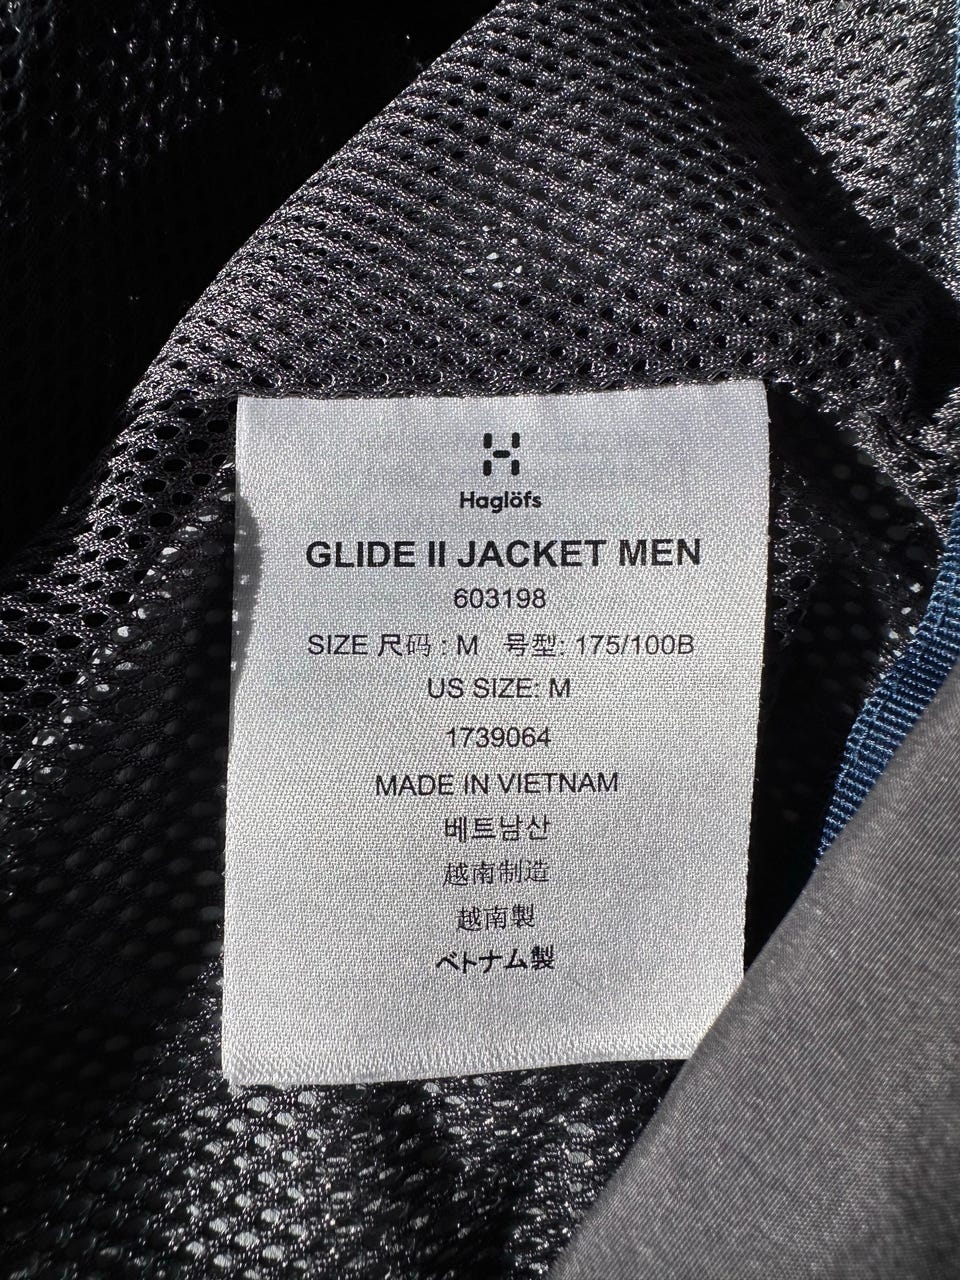 Haglöfs
GLIDE II JACKET MEN
603198
SIZE 尺码 : M 号型: 175/100B
US SIZE: M
1739064
MADE IN VIETNAM
베트남산
越南制造
越南製
ベトナム製